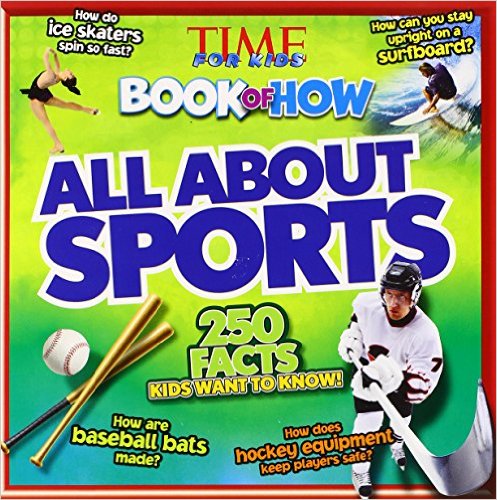 How do
ice skaters
spin so fast?
TIME
FOR KIDS
BOOK OF HOW
How can you stay
upright on a
surfboard?
ALL ABOUT
SPORTS
250
FACTS
KIDS WANT TO KNOW!
7
How are
baseball bats
made?
How does
hockey equipment
keep players safe?